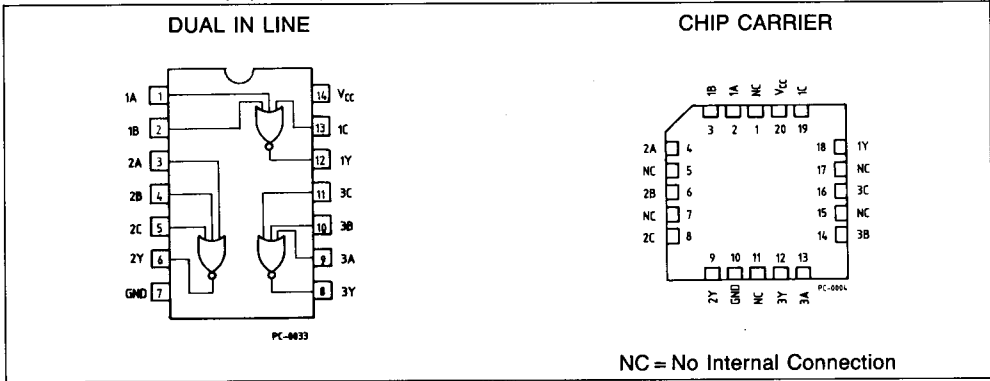 DUAL IN LINE
1A 1
1B 2
2A 3
2B 4
2C 5
2Y 6
GND 7
14 VCC
13 1C
12 1Y
11 3C
10 3B
9 3A
8 3Y
PC-0033
CHIP CARRIER
1B 1A NC VCC 1C
3 2 1 20 19
2A 4
NC 5
2B 6
NC 7
2C 8
18 1Y
17 NC
16 3C
15 NC
14 3B
9 10 11 12 13
2Y GND NC 3Y 3A
PC-0004
NC = No Internal Connection